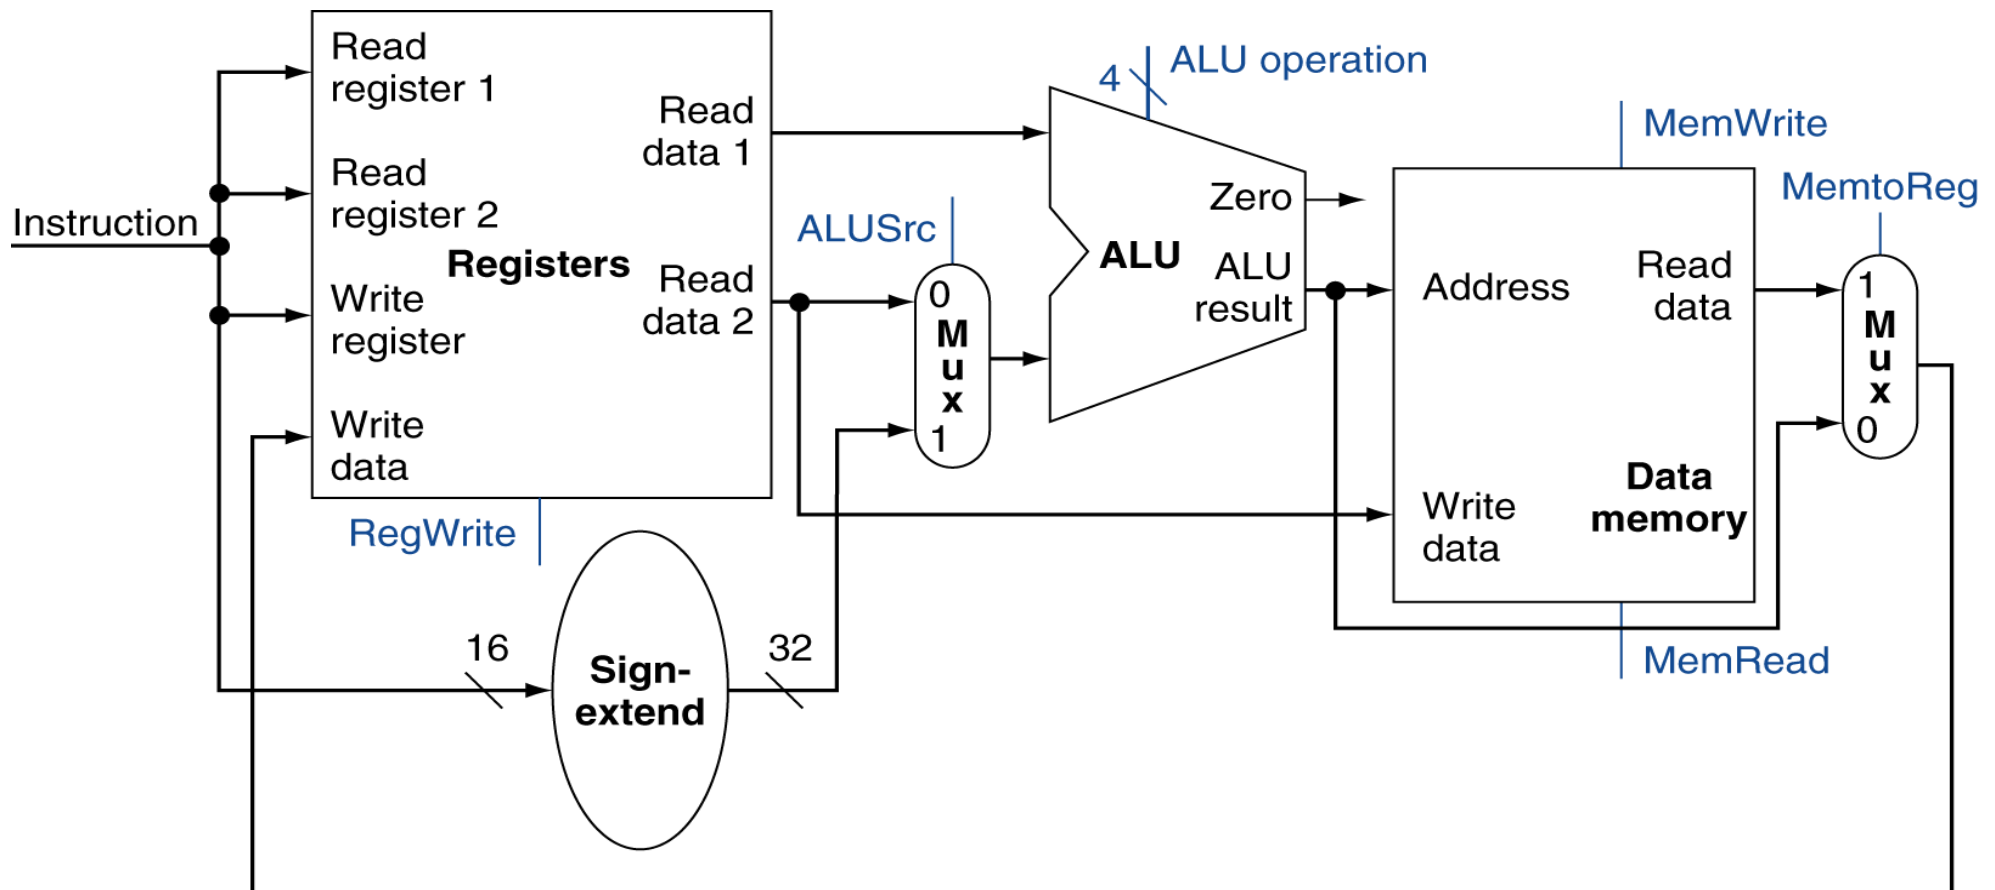 Instruction
Read
register 1
Read
register 2
Write
register
Write
data
Registers
Read
data 1
Read
data 2
RegWrite
16
Sign-
extend
32
ALUSrc
0
M
u
x
1
4
ALU operation
ALU
Zero
ALU
result
MemWrite
Address
Read
data
Write
data
Data
memory
MemRead
MemtoReg
1
M
u
x
0